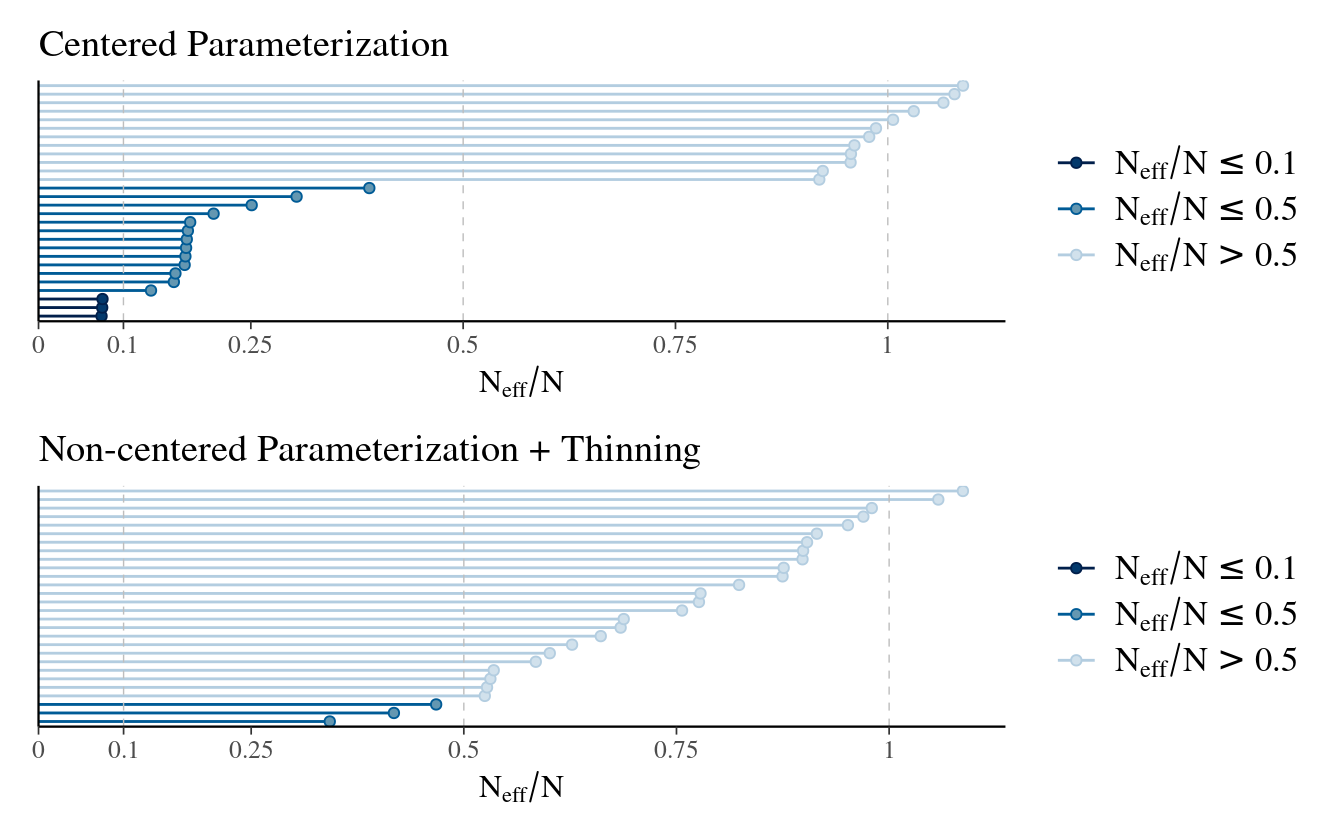 Centered Parameterization
Neff/N ≤ 0.1
Neff/N ≤ 0.5
Neff/N > 0.5
0 0.1 0.25 0.5 0.75 1
Neff/N
Non-centered Parameterization + Thinning
Neff/N ≤ 0.1
Neff/N ≤ 0.5
Neff/N > 0.5
0 0.1 0.25 0.5 0.75 1
Neff/N